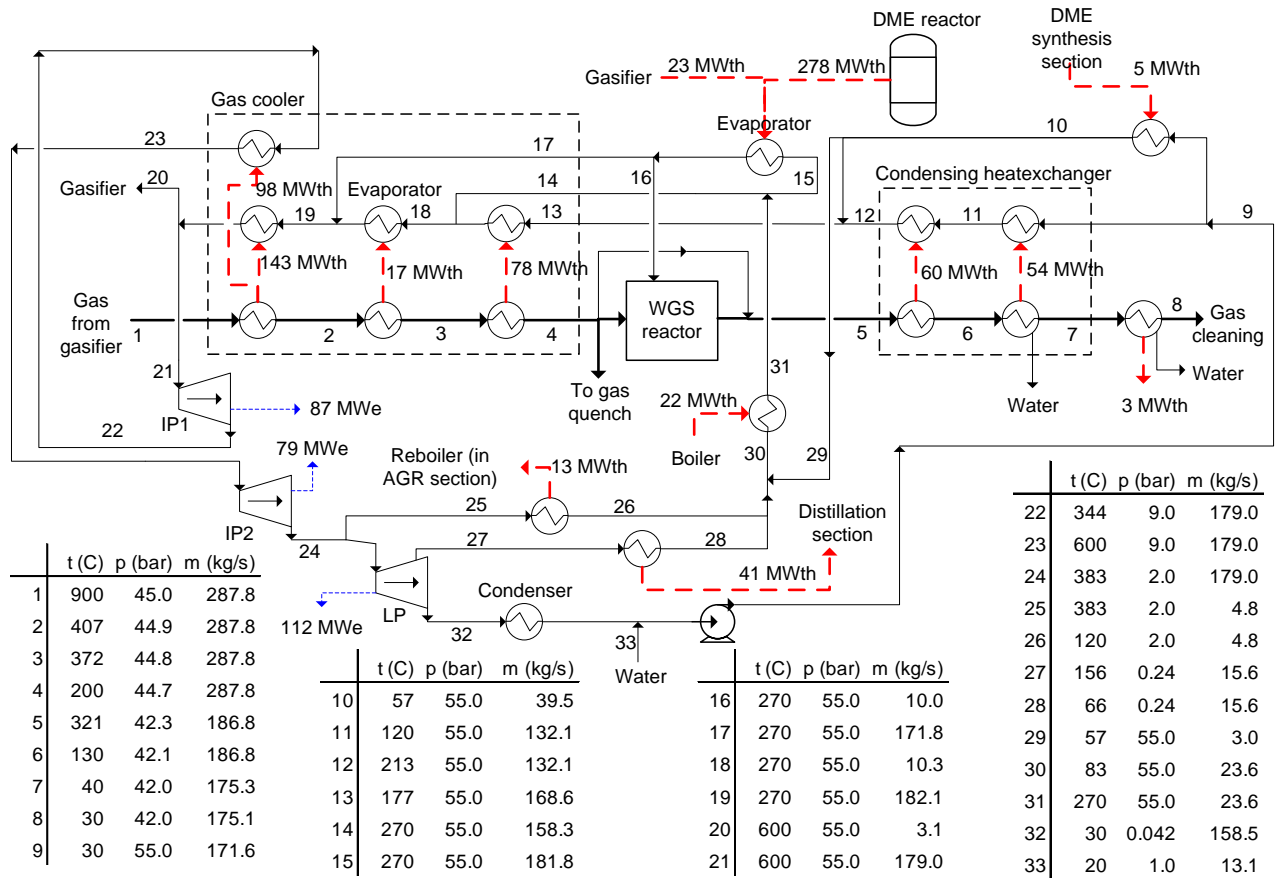 DME reactor
DME
synthesis
section
Gasifier
23 MWth
278 MWth
5 MWth
Gas cooler
Evaporator
10
23
17
16
15
14
Condensing heatexchanger
Gasifier
20
98 MWth
Evaporator
19
18
13
12
11
9
143 MWth
17 MWth
78 MWth
60 MWth
54 MWth
Gas
from
gasifier
WGS
reactor
8
Gas
cleaning
1
2
3
4
5
6
7
21
31
To gas
quench
Water
Water
3 MWth
IP1
87 MWe
22 MWth
22
79 MWe
Reboiler (in
AGR section)
13 MWth
Boiler
30
29
25
26
Distillation
section
IP2
24
27
28
41 MWth
Condenser
112 MWe
LP
32
33
Water
t (C) p (bar) m (kg/s)
1 900 45.0 287.8
2 407 44.9 287.8
3 372 44.8 287.8
4 200 44.7 287.8
5 321 42.3 186.8
6 130 42.1 186.8
7 40 42.0 175.3
8 30 42.0 175.1
9 30 55.0 171.6
t (C) p (bar) m (kg/s)
10 57 55.0 39.5
11 120 55.0 132.1
12 213 55.0 132.1
13 177 55.0 168.6
14 270 55.0 158.3
15 270 55.0 181.8
t (C) p (bar) m (kg/s)
16 270 55.0 10.0
17 270 55.0 171.8
18 270 55.0 10.3
19 270 55.0 182.1
20 600 55.0 3.1
21 600 55.0 179.0
t (C) p (bar) m (kg/s)
22 344 9.0 179.0
23 600 9.0 179.0
24 383 2.0 179.0
25 383 2.0 4.8
26 120 2.0 4.8
27 156 0.24 15.6
28 66 0.24 15.6
29 57 55.0 3.0
30 83 55.0 23.6
31 270 55.0 23.6
32 30 0.042 158.5
33 20 1.0 13.1